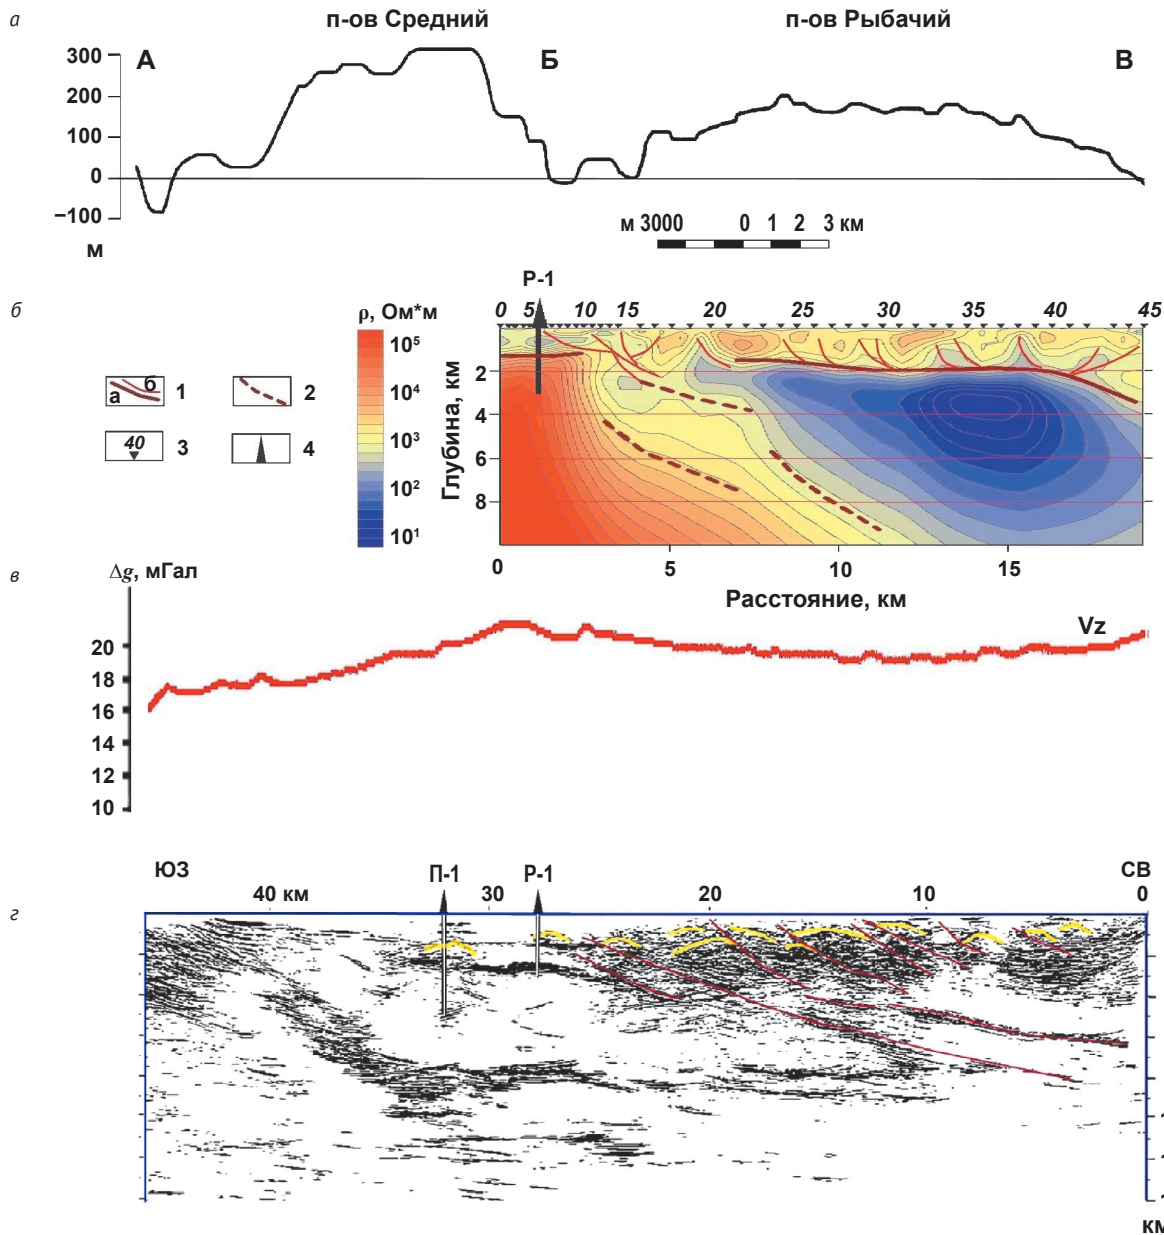 а
п-ов Средний
п-ов Рыбачий
300
200
100
0
−100
м
А
Б
В
м 3000 0 1 2 3 км
б
Р-1
ρ, Ом*м
10⁵
10⁴
10³
10²
10¹
0 5 10 15 20 25 30 35 40 45
Глубина, км
2
4
6
8
0 5 10 15
Расстояние, км
а б 1
2
40 3
4
в
Δg, мГал
20
18
16
14
12
10
Vz
г
ЮЗ
П-1
Р-1
СВ
40 км 30 20 10 0